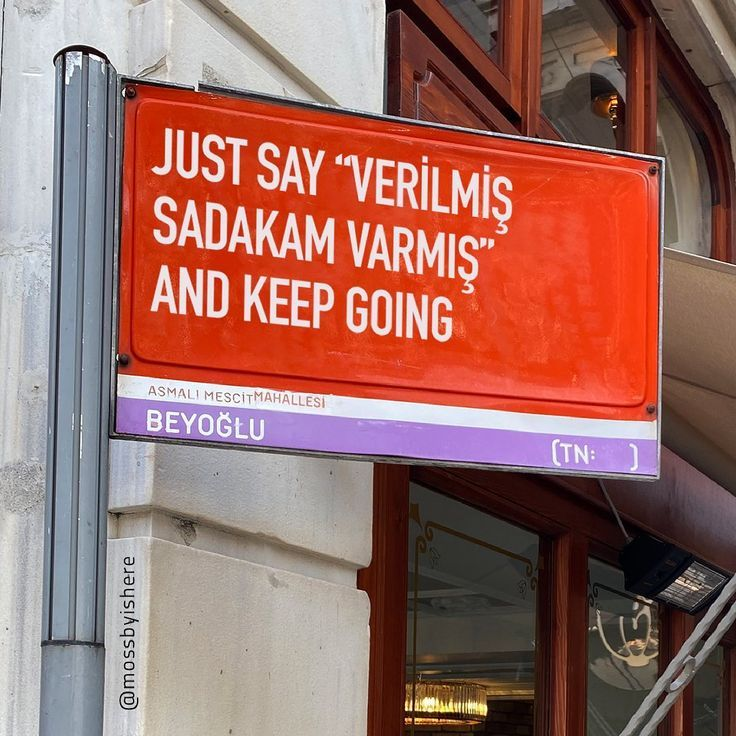 JUST SAY “VERİLMİŞ
SADAKAM VARMIŞ”
AND KEEP GOING
ASMALI MESCİT MAHALLESİ
BEYOĞLU
(TN: )
@mossbyishere